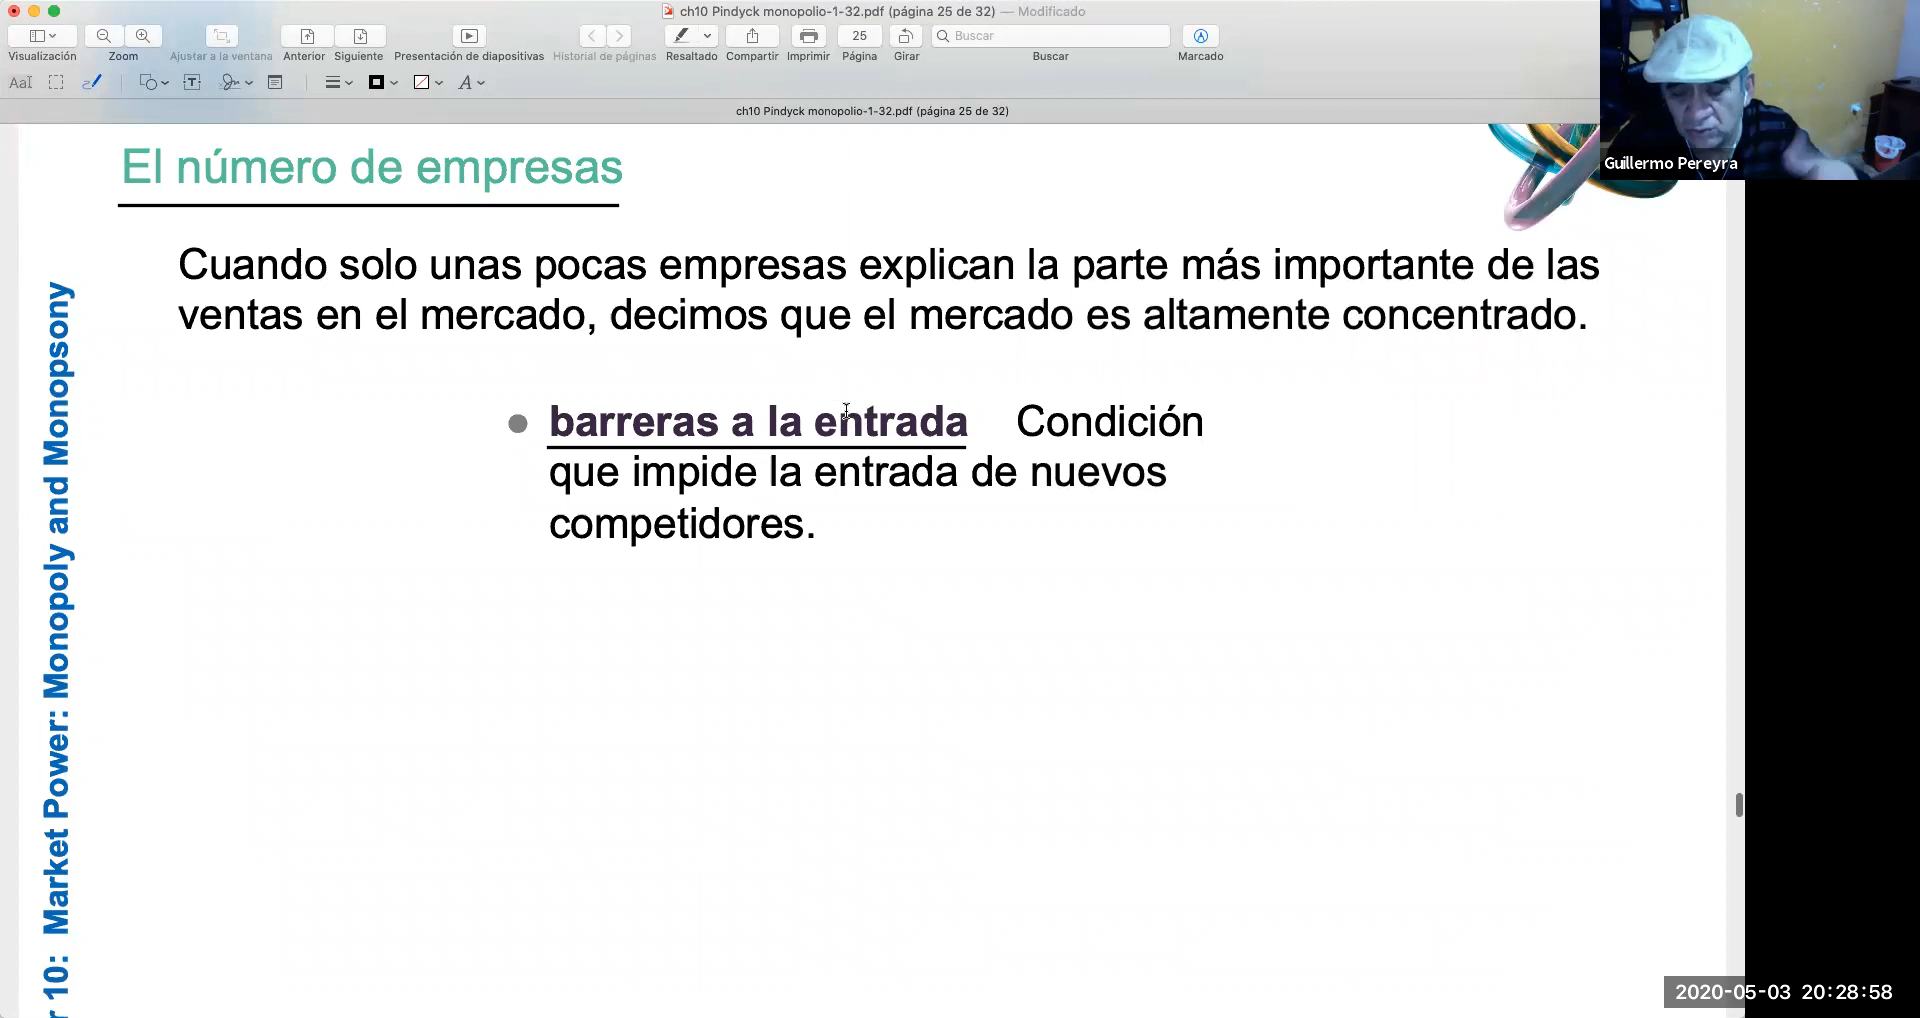 ch10 Pindyck monopolio-1-32.pdf (página 25 de 32) — Modificado
25
Buscar
Visualización
Zoom
Ajustar a la ventana
Anterior
Siguiente
Presentación de diapositivas
Historial de páginas
Resaltado
Compartir
Imprimir
Página
Girar
Buscar
Marcado
AaI
T
A
ch10 Pindyck monopolio-1-32.pdf (página 25 de 32)
Guillermo Pereyra
El número de empresas
Cuando solo unas pocas empresas explican la parte más importante de las
ventas en el mercado, decimos que el mercado es altamente concentrado.
barreras a la entrada Condición
que impide la entrada de nuevos
competidores.
r 10: Market Power: Monopoly and Monopsony
2020-05-03 20:28:58